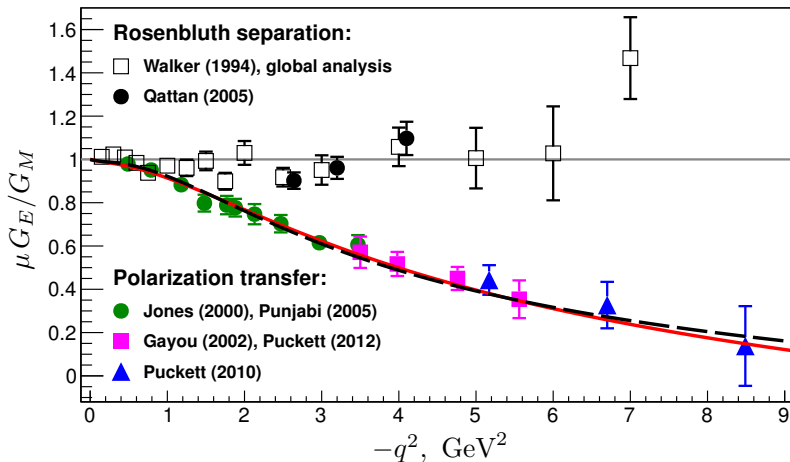 Rosenbluth separation:
Walker (1994), global analysis
Qattan (2005)
Polarization transfer:
Jones (2000), Punjabi (2005)
Gayou (2002), Puckett (2012)
Puckett (2010)
μ G_E/G_M
1.6
1.4
1.2
1
0.8
0.6
0.4
0.2
0
0 1 2 3 4 5 6 7 8 9
−q², GeV²